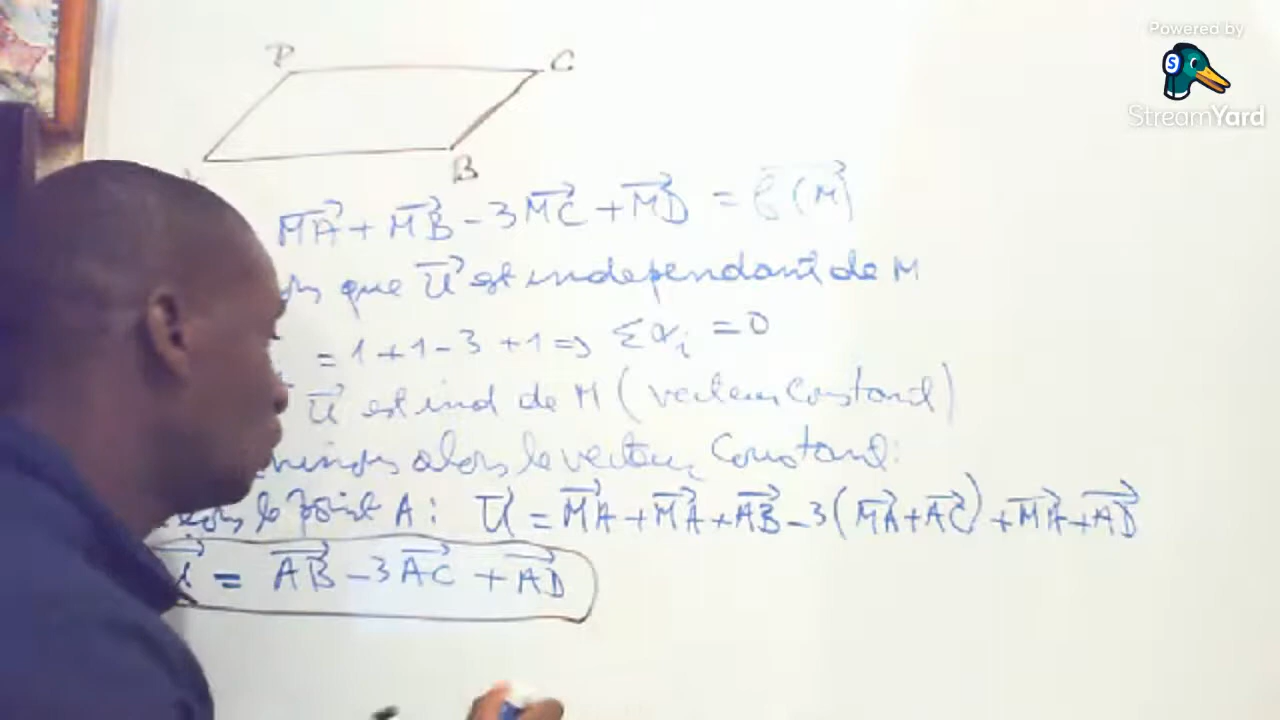 Powered by
StreamYard
D C
B
MA + MB - 3MC + MD = f(M)
que U est independant de M
= 1 + 1 - 3 + 1 => Σαi = 0
U est ind de M (vecteur Constant)
alors le vecteur Constant:
le point A: U = MA + MA + AB - 3(MA + AC) + MA + AD
= AB - 3AC + AD